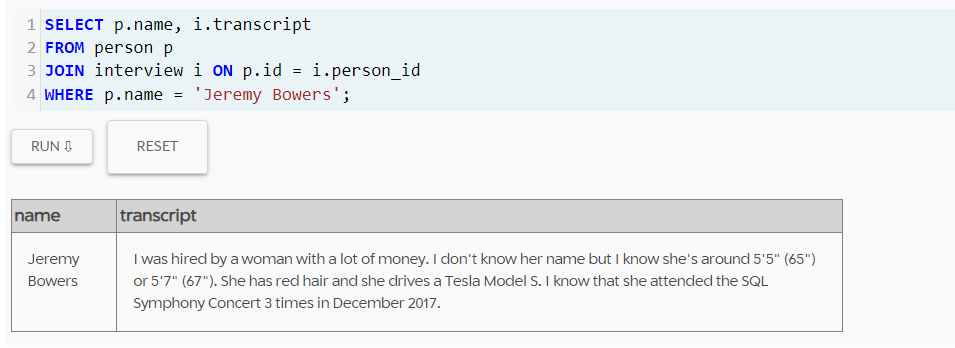 1 SELECT p.name, i.transcript
2 FROM person p
3 JOIN interview i ON p.id = i.person_id
4 WHERE p.name = 'Jeremy Bowers';
RUN ⇩
RESET
name transcript
Jeremy Bowers
I was hired by a woman with a lot of money. I don't know her name but I know she's around 5'5" (65")
or 5'7" (67"). She has red hair and she drives a Tesla Model S. I know that she attended the SQL
Symphony Concert 3 times in December 2017.